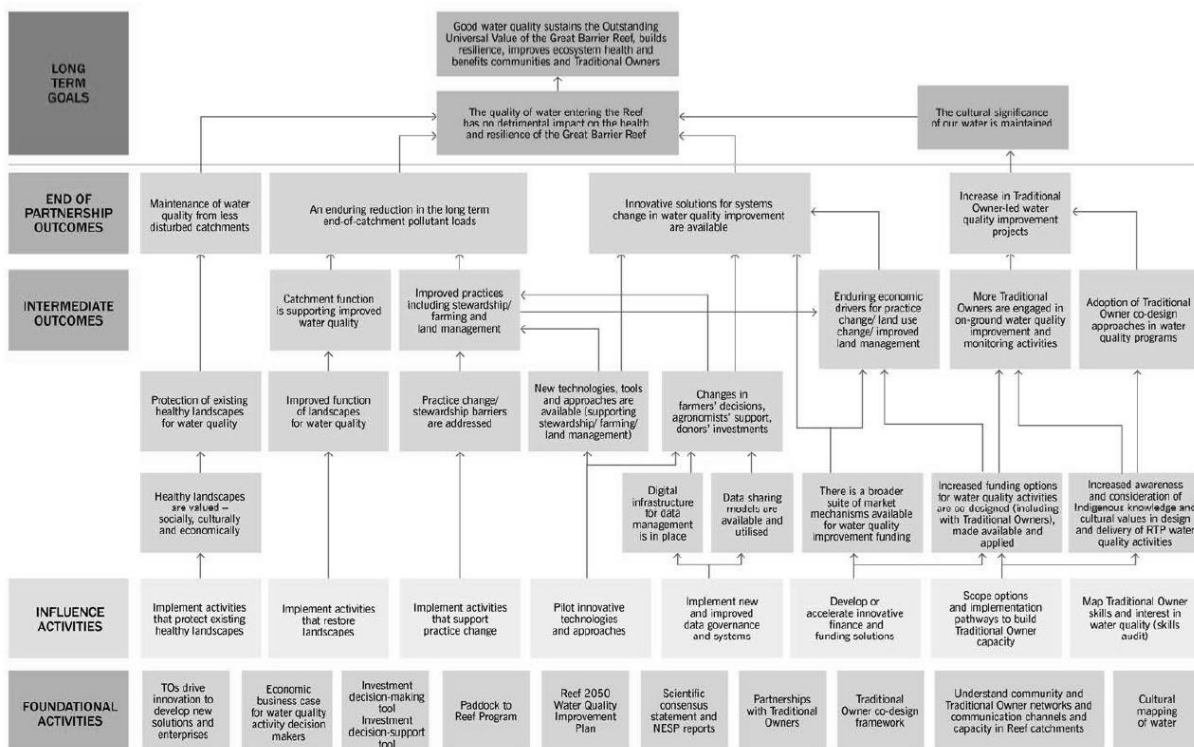 LONG
TERM
GOALS
Good water quality sustains the Outstanding
Universal Value of the Great Barrier Reef, builds
resilience, improves ecosystem health and
benefits communities and Traditional Owners
The quality of water entering the Reef
has no detrimental impact on the health
and resilience of the Great Barrier Reef
The cultural significance
of our water is maintained
END OF
PARTNERSHIP
OUTCOMES
Maintenance of water
quality from less
disturbed catchments
An enduring reduction in the long term
end-of-catchment pollutant loads
Innovative solutions for systems
change in water quality improvement
are available
Increase in Traditional
Owner-led water
quality improvement
projects
INTERMEDIATE
OUTCOMES
Catchment function
is supporting improved
water quality
Improved practices
including stewardship/
farming and
land management
Enduring economic
drivers for practice
change/ land use
change/ improved
land management
More Traditional
Owners are engaged in
on-ground water quality
improvement and
monitoring activities
Adoption of Traditional
Owner co-design
approaches in water
quality programs
Protection of existing
healthy landscapes
for water quality
Improved function
of landscapes
for water quality
Practice change/
stewardship barriers
are addressed
New technologies, tools
and approaches are
available (supporting
stewardship/ farming/
land management)
Changes in
farmers' decisions,
agronomists' support,
donors' investments
Healthy landscapes
are valued –
socially, culturally
and economically
Digital
infrastructure
for data
management
is in place
Data sharing
models are
available and
utilised
There is a broader
suite of market
mechanisms available
for water quality
improvement funding
Increased funding options
for water quality activities
are co designed (including
with Traditional Owners),
made available and
applied
Increased awareness
and consideration of
Indigenous knowledge and
cultural values in design
and delivery of RTP water
quality activities
INFLUENCE
ACTIVITIES
Implement activities
that protect existing
healthy landscapes
Implement activities
that restore
landscapes
Implement activities
that support
practice change
Pilot innovative
technologies
and approaches
Implement new
and improved
data governance
and systems
Develop or
accelerate innovative
finance and
funding solutions
Scope options
and implementation
pathways to build
Traditional Owner
capacity
Map Traditional Owner
skills and interest in
water quality (skills
audit)
FOUNDATIONAL
ACTIVITIES
TOs drive
innovation to
develop new
solutions and
enterprises
Economic
business case
for water quality
activity decision
makers
Investment
decision-making
tool
Investment
decision-support
tool
Paddock to
Reef Program
Reef 2050
Water Quality
Improvement
Plan
Scientific
consensus
statement and
NESP reports
Partnerships
with Traditional
Owners
Traditional
Owner co-design
framework
Understand community and
Traditional Owner networks and
communication channels and
capacity in Reef catchments
Cultural
mapping
of water